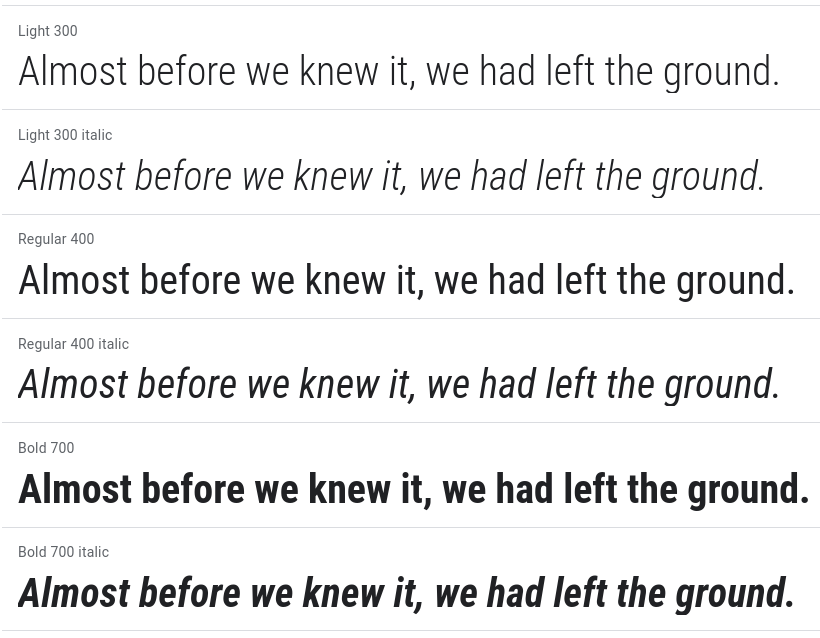 Light 300
Almost before we knew it, we had left the ground.
Light 300 italic
Almost before we knew it, we had left the ground.
Regular 400
Almost before we knew it, we had left the ground.
Regular 400 italic
Almost before we knew it, we had left the ground.
Bold 700
Almost before we knew it, we had left the ground.
Bold 700 italic
Almost before we knew it, we had left the ground.